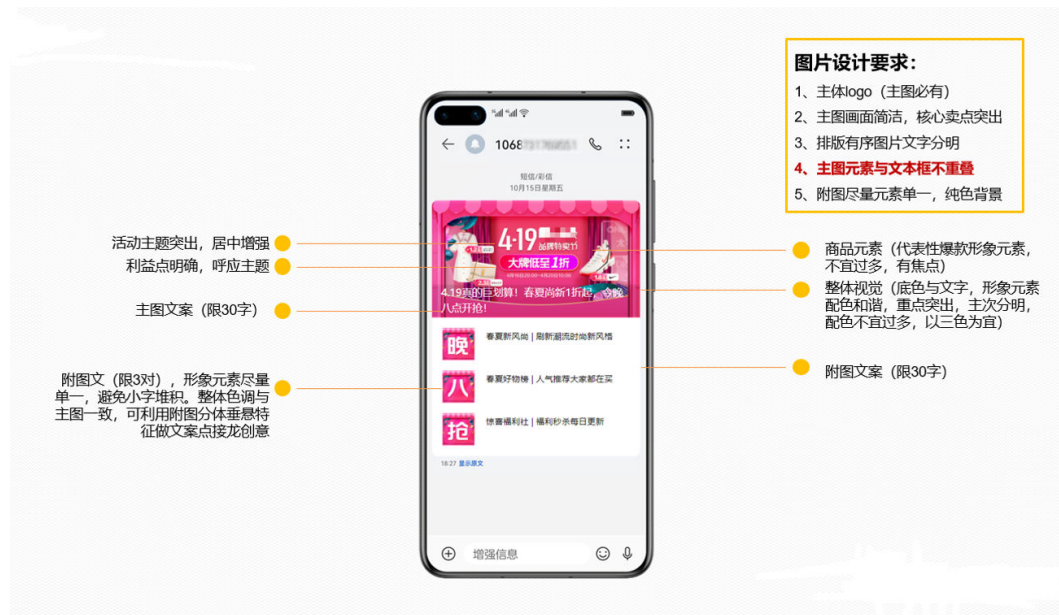 图片设计要求：
1、主体logo（主图必有）
2、主图画面简洁，核心卖点突出
3、排版有序图片文字分明
4、主图元素与文本框不重叠
5、附图尽量元素单一，纯色背景
1068
短信/彩信
10月15日星期五
4·19 品牌特卖节
大牌低至1折
4.19真的巨划算！春夏尚新1折起，今晚
八点开抢！
晚
春夏新风尚 | 刷新潮流时尚新风格
八
春夏好物榜 | 人气推荐大家都在买
抢
惊喜福利社 | 福利秒杀每日更新
18:27 显示原文
增强信息
活动主题突出，居中增强
利益点明确，呼应主题
主图文案（限30字）
附图文（限3对），形象元素尽量
单一，避免小字堆积。整体色调与
主图一致，可利用附图分体垂悬特
征做文案点接龙创意
商品元素（代表性爆款形象元素，
不宜过多，有焦点）
整体视觉（底色与文字，形象元素
配色和谐，重点突出，主次分明，
配色不宜过多，以三色为宜）
附图文案（限30字）